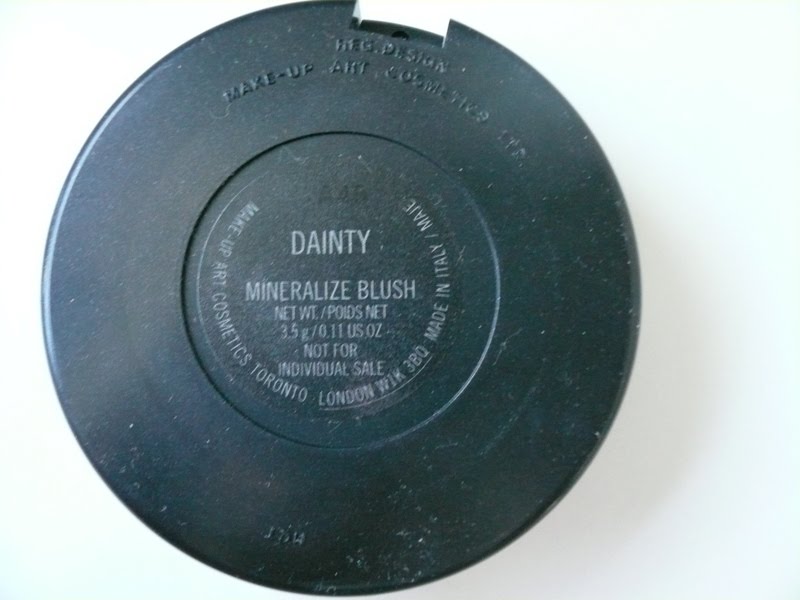 REG.DESIGN
MAKE-UP ART COSMETICS LTD.
DAINTY
MINERALIZE BLUSH
NET WT. / POIDS NET
3.5 g / 0.11 US OZ
NOT FOR
INDIVIDUAL SALE
MAKE-UP ART COSMETICS TORONTO LONDON W1K 3BQ MADE IN ITALY /